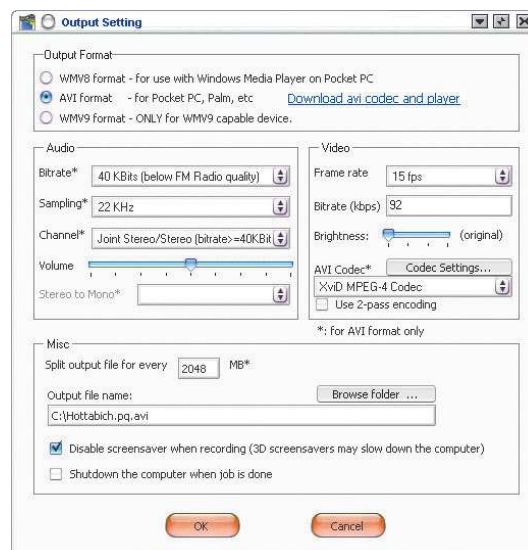 Output Setting
Output Format
WMV8 format - for use with Windows Media Player on Pocket PC
AVI format - for Pocket PC, Palm, etc Download avi codec and player
WMV9 format - ONLY for WMV9 capable device.
Audio
Bitrate* 40 KBits (below FM Radio quality)
Sampling* 22 KHz
Channel* Joint Stereo/Stereo (bitrate>=40KBit
Volume
Stereo to Mono*
Video
Frame rate 15 fps
Bitrate (kbps) 92
Brightness: (original)
AVI Codec* Codec Settings...
XviD MPEG-4 Codec
Use 2-pass encoding
*: for AVI format only
Misc
Split output file for every 2048 MB*
Output file name: Browse folder ...
C:\Hottabich.pq.avi
Disable screensaver when recording (3D screensavers may slow down the computer)
Shutdown the computer when job is done
OK Cancel